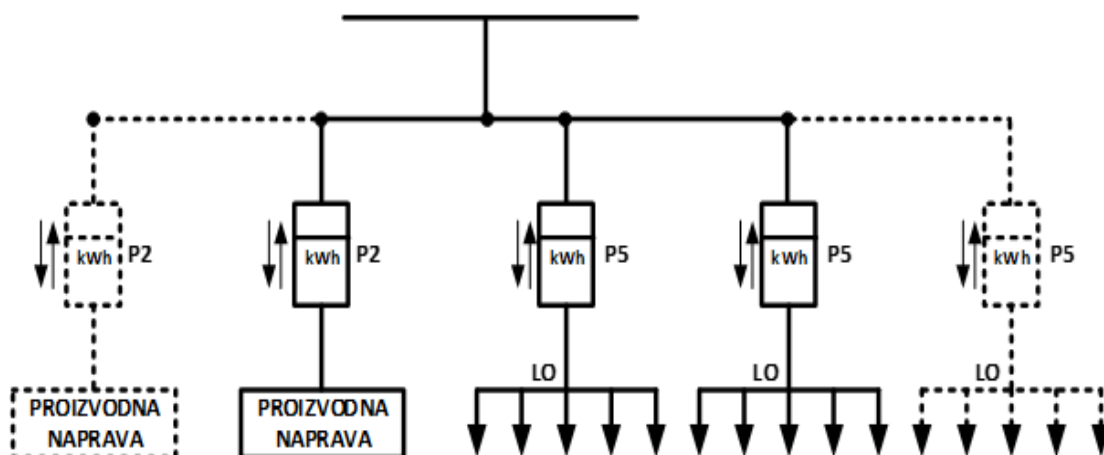 kWh P2
kWh P2
kWh P5
kWh P5
kWh P5
LO
LO
LO
PROIZVODNA
NAPRAVA
PROIZVODNA
NAPRAVA